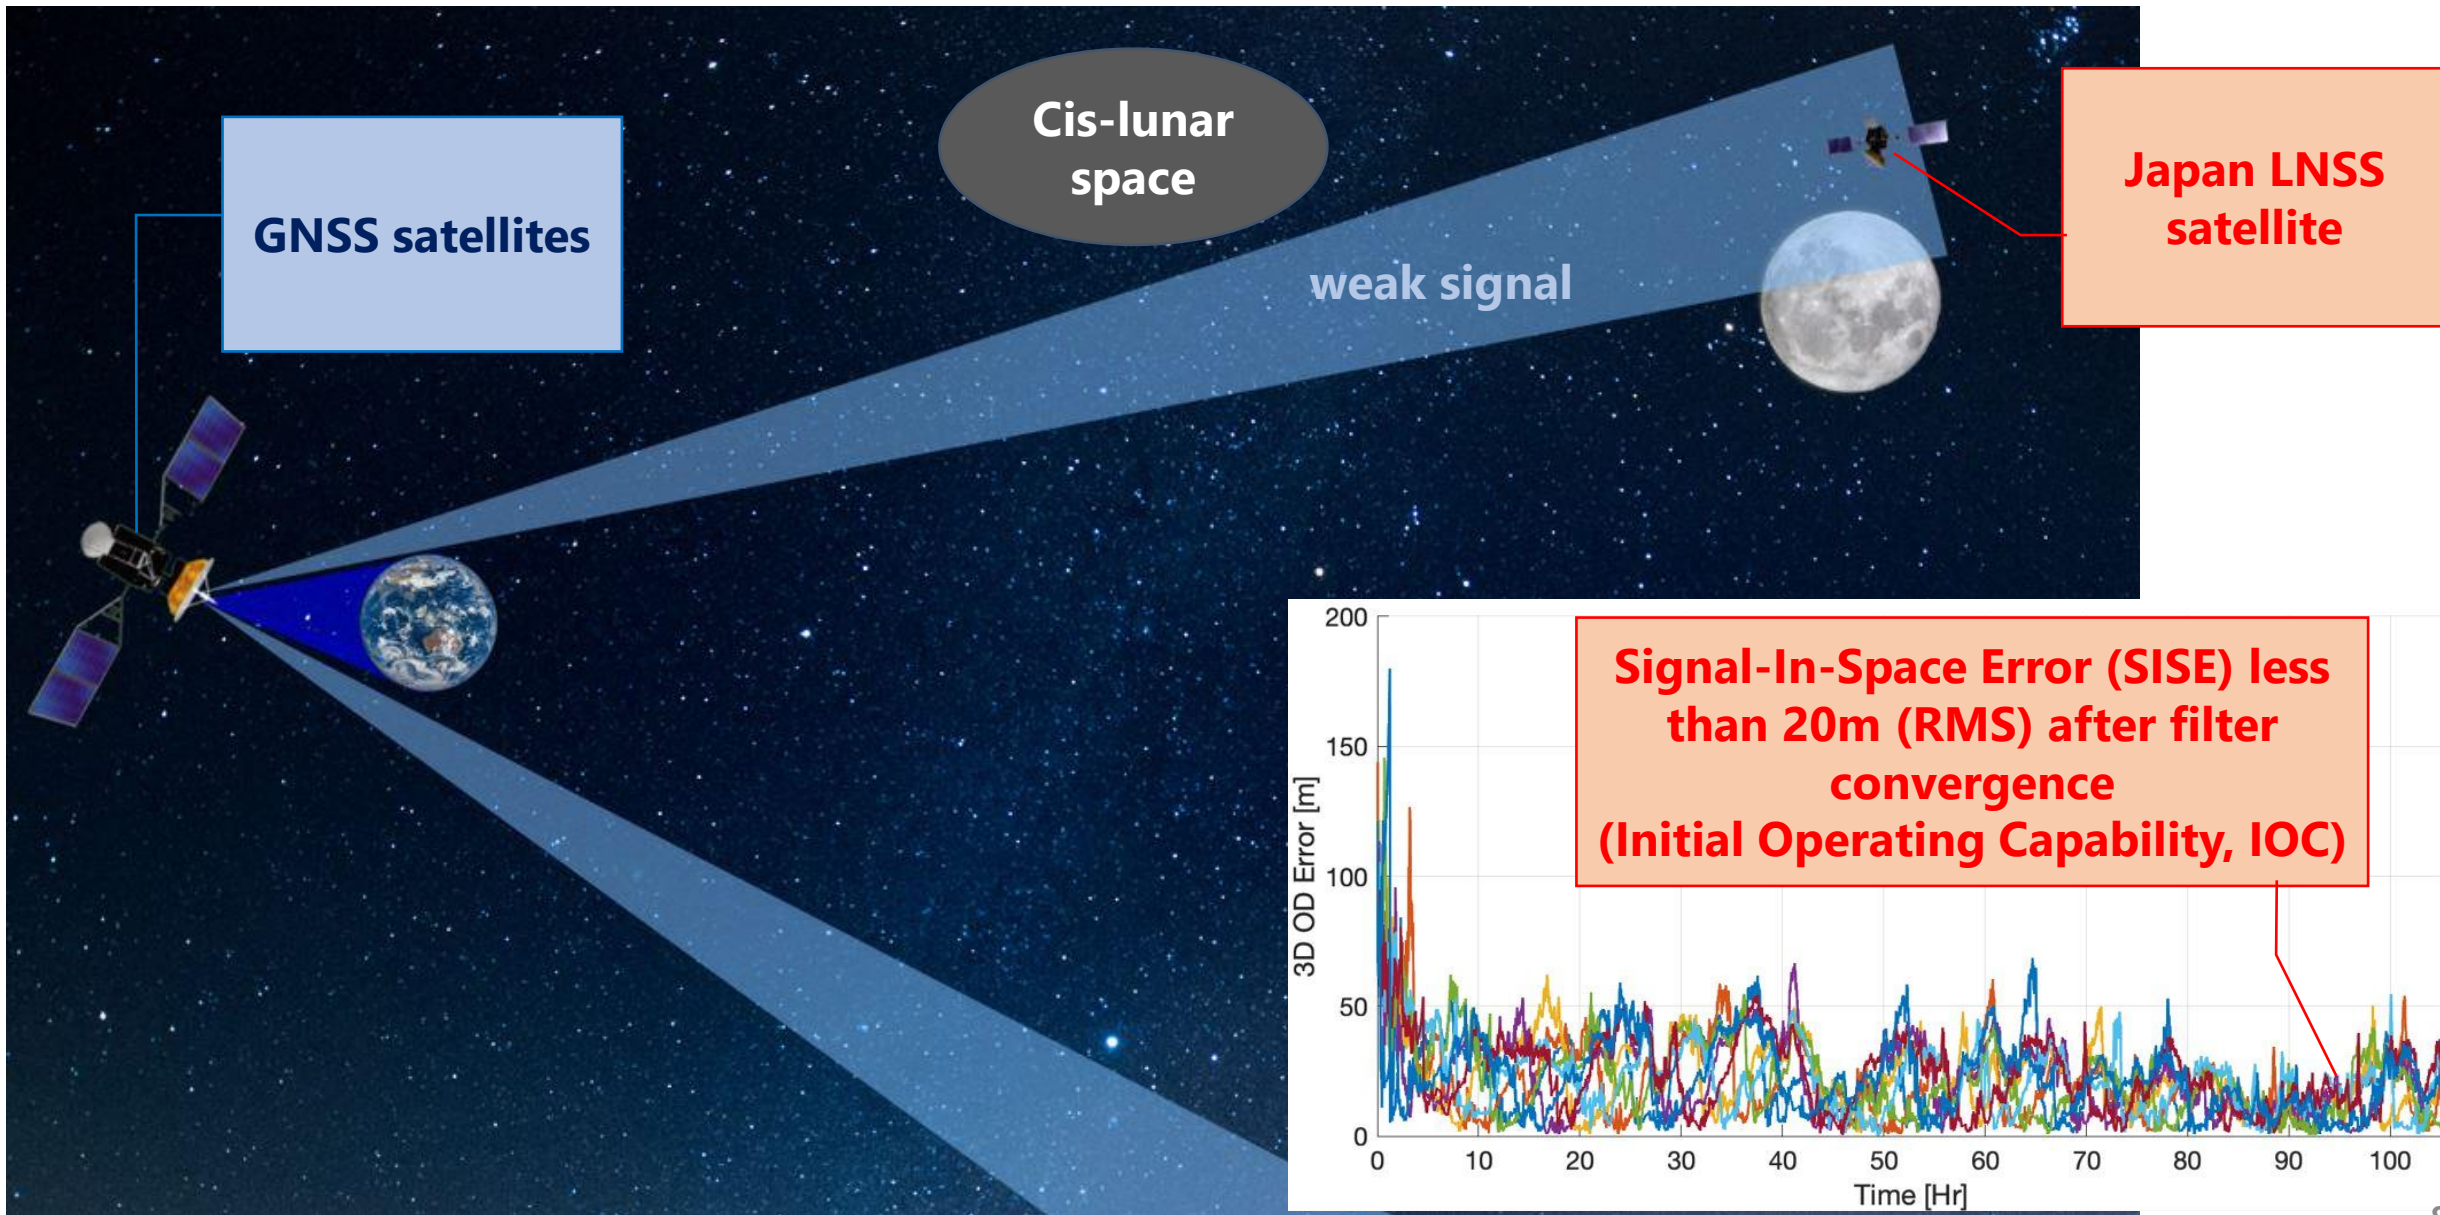 Cis-lunar
space
GNSS satellites
Japan LNSS
satellite
weak signal
Signal-In-Space Error (SISE) less
than 20m (RMS) after filter
convergence
(Initial Operating Capability, IOC)
3D OD Error [m]
200
150
100
50
0
0 10 20 30 40 50 60 70 80 90 100
Time [Hr]